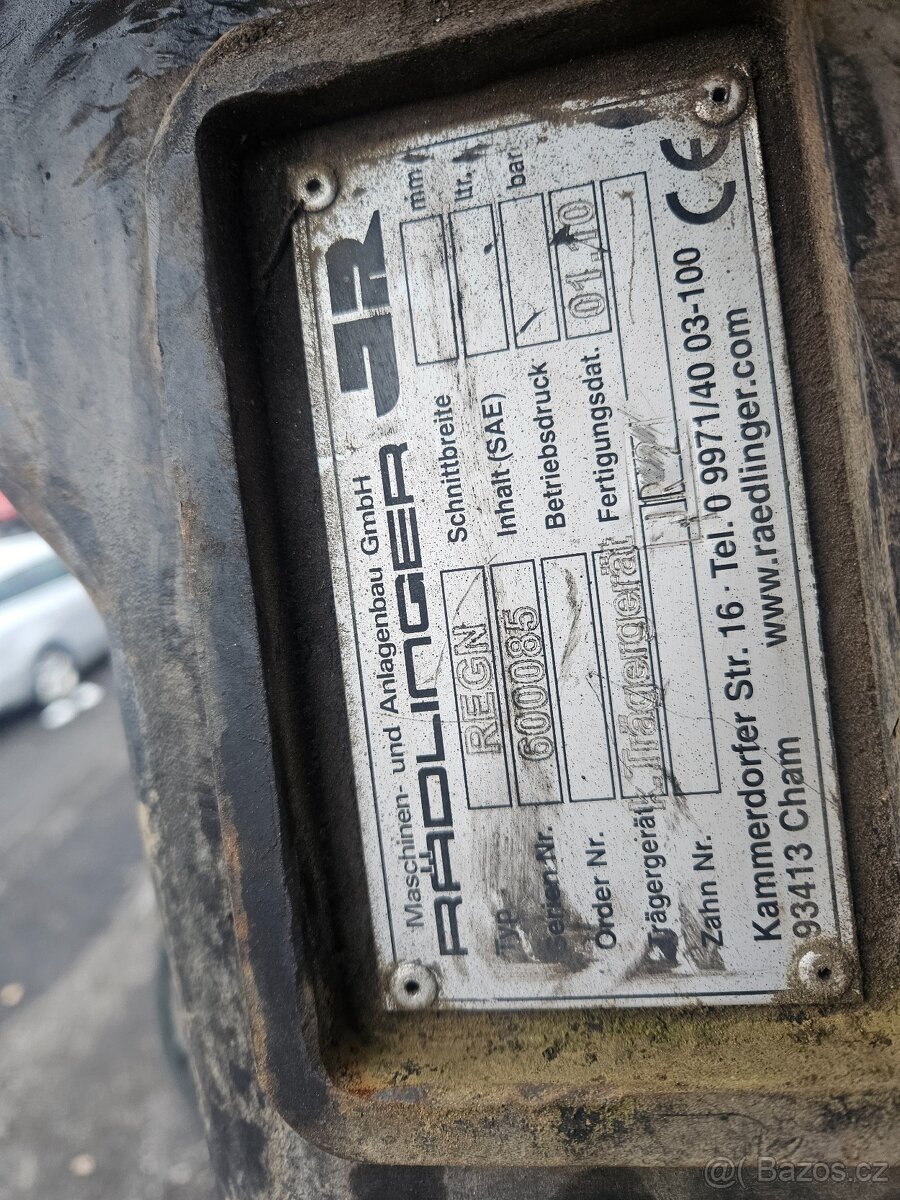 Maschinen- und Anlagenbau GmbH
RÄDLINGER JR
Typ REGN Schnittbreite mm
Serien Nr. 600085 Inhalt (SAE) ltr.
Order Nr. Betriebsdruck bar
Trägergerät K.Trägergerät Fertigungsdat. 01.10
Zahn Nr.
Kammerdorfer Str. 16 · Tel. 0 9971/40 03-100 CE
93413 Cham www.raedlinger.com
Bazoš.cz